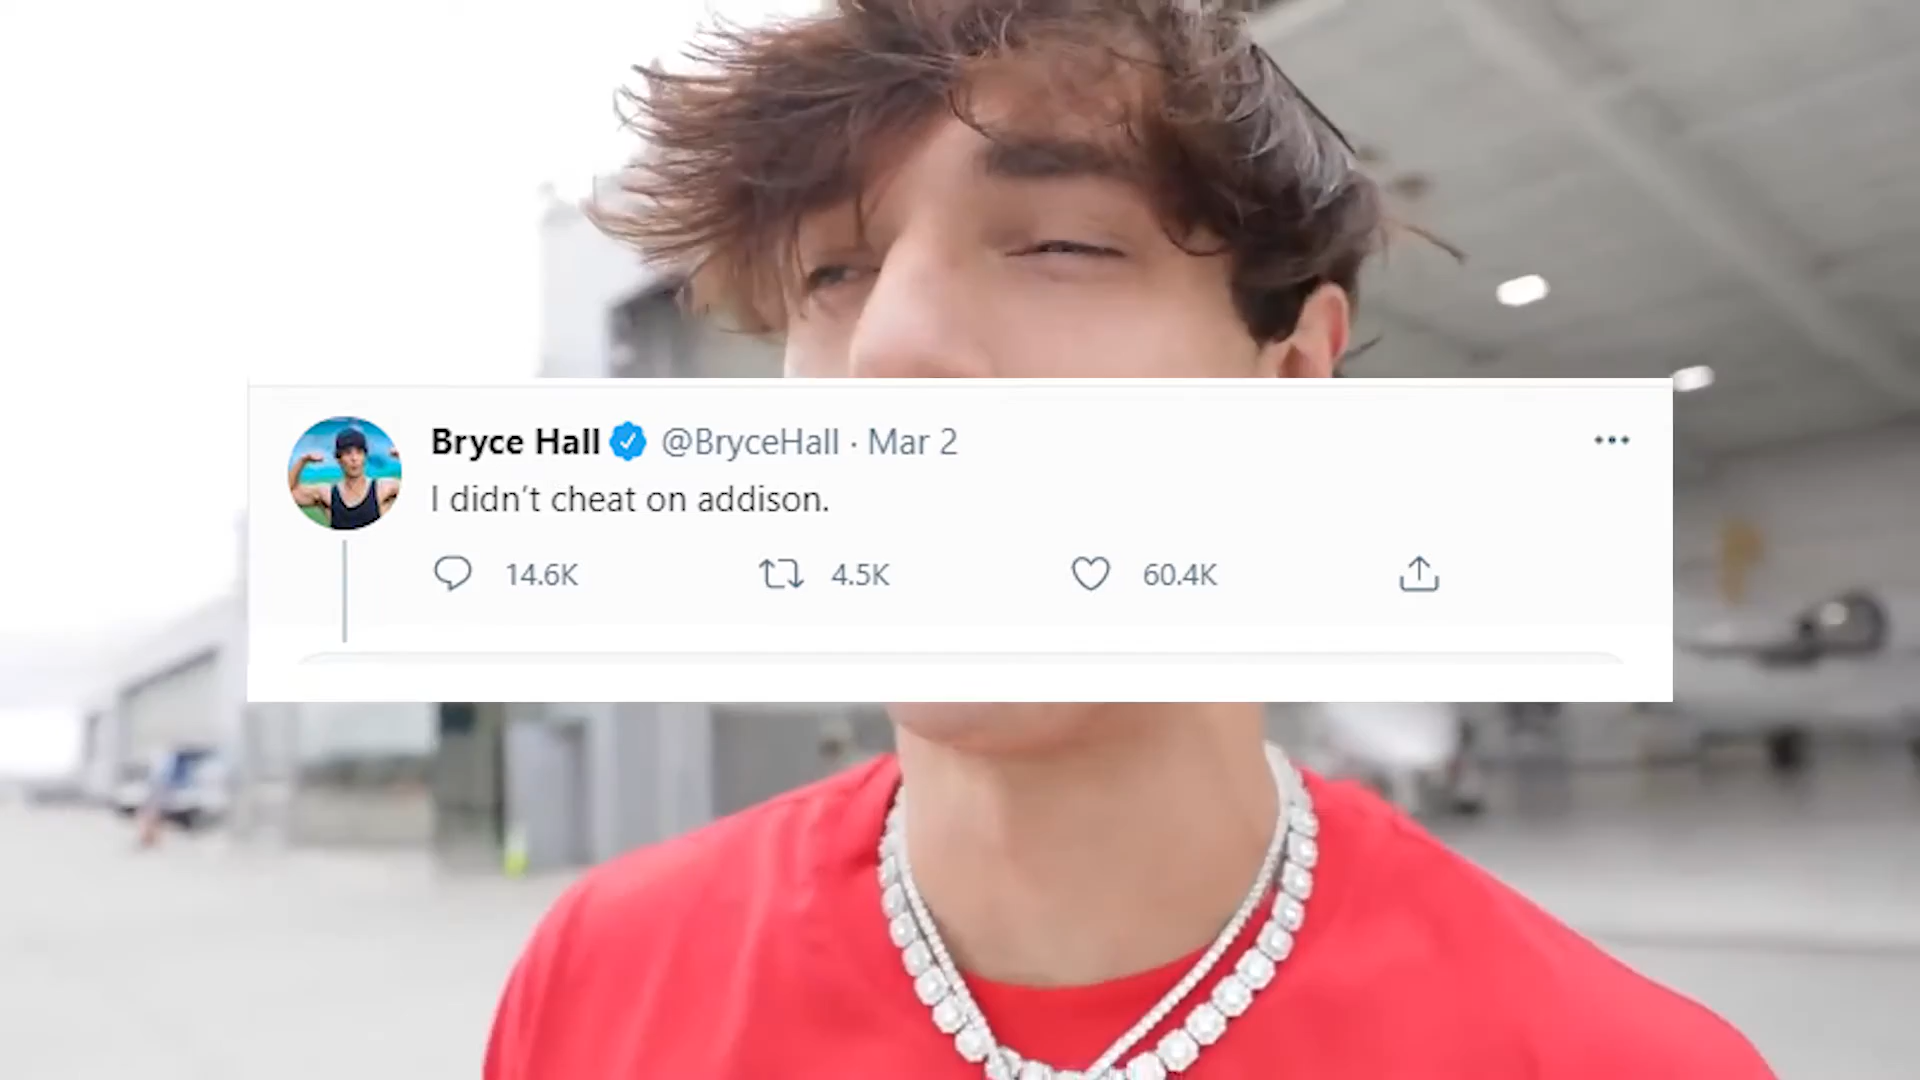 Bryce Hall @BryceHall · Mar 2
I didn't cheat on addison.
14.6K 4.5K 60.4K